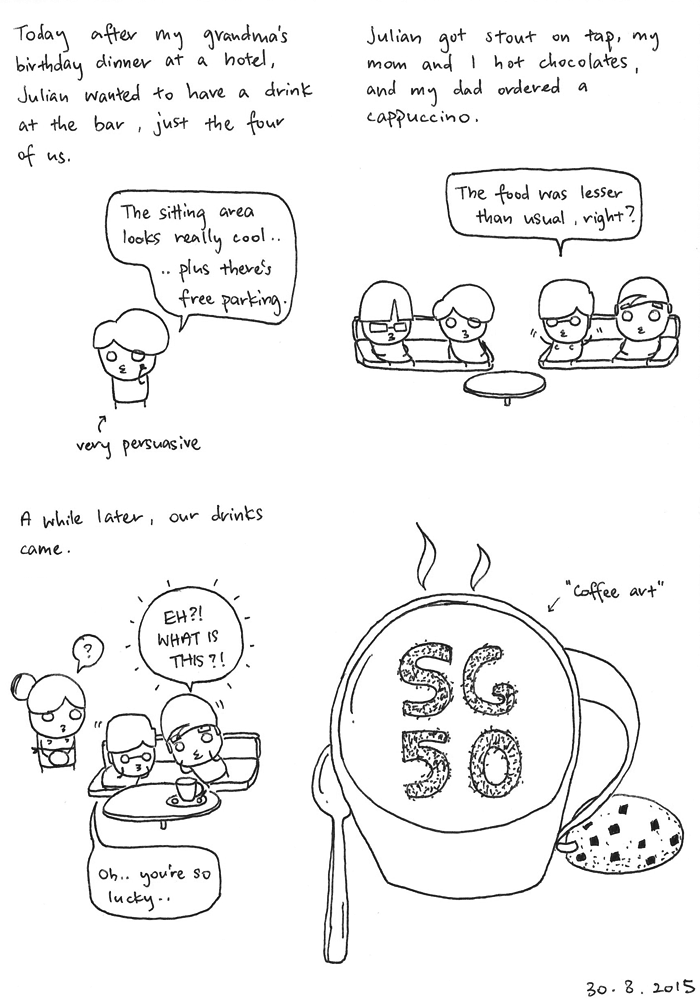 Today after my grandma's
birthday dinner at a hotel,
Julian wanted to have a drink
at the bar, just the four
of us.
The sitting area
looks really cool..
.. plus there's
free parking.
very persuasive
Julian got stout on tap, my
mom and I hot chocolates,
and my dad ordered a
cappuccino.
The food was lesser
than usual, right?
A while later, our drinks
came.
?
EH?!
WHAT IS
THIS?!
Oh.. you're so
lucky..
"Coffee art"
SG
50
30.8.2015